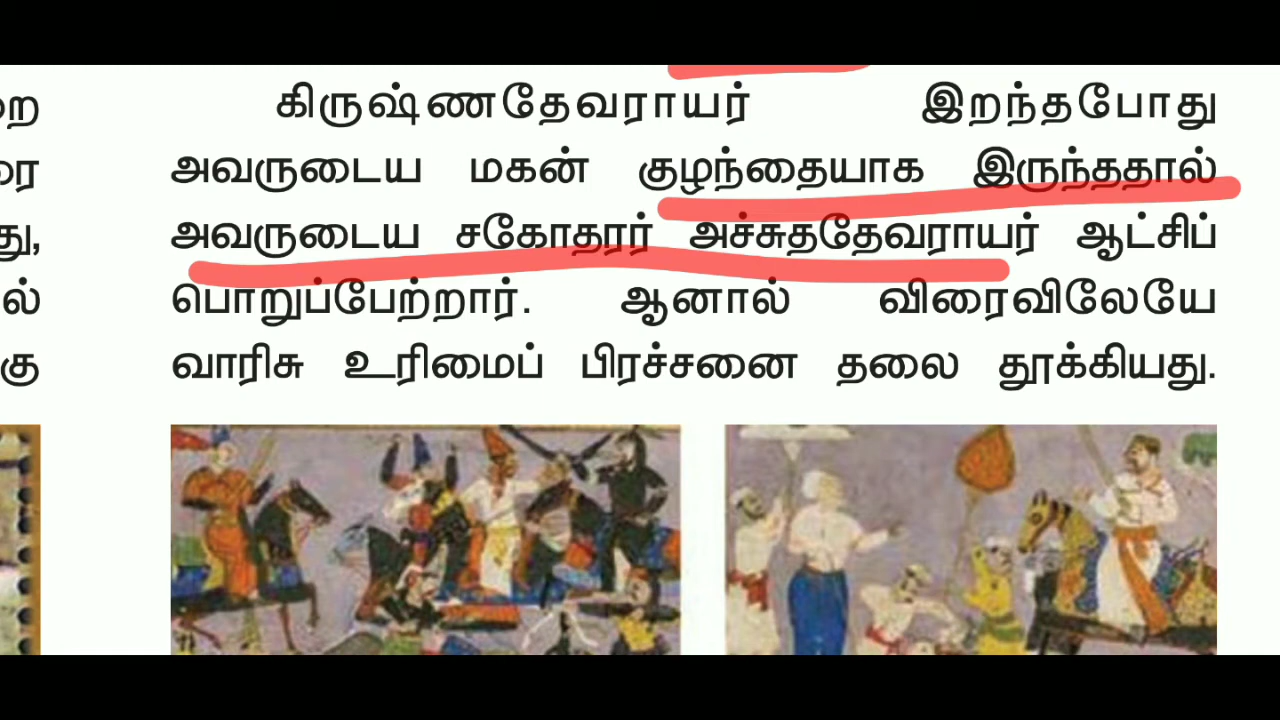 றை
ரை
து,
ல்
கு
கிருஷ்ணதேவராயர் இறந்தபோது
அவருடைய மகன் குழந்தையாக இருந்ததால்
அவருடைய சகோதரர் அச்சுததேவராயர் ஆட்சிப்
பொறுப்பேற்றார். ஆனால் விரைவிலேயே
வாரிசு உரிமைப் பிரச்சனை தலை தூக்கியது.